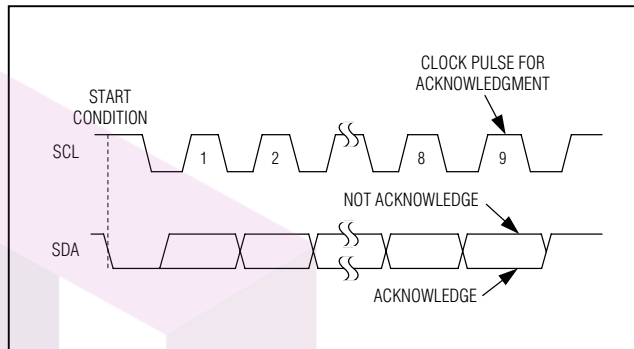 CLOCK PULSE FOR
ACKNOWLEDGMENT
START
CONDITION
SCL
1
2
8
9
NOT ACKNOWLEDGE
SDA
ACKNOWLEDGE